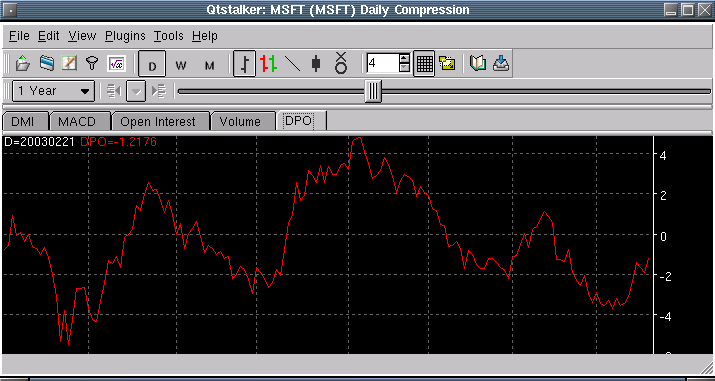 Qtstalker: MSFT (MSFT) Daily Compression
File Edit View Plugins Tools Help
D W M 4
1 Year
DMI MACD Open Interest Volume DPO
D=20030221 DPO=-1.2176
4
2
0
-2
-4